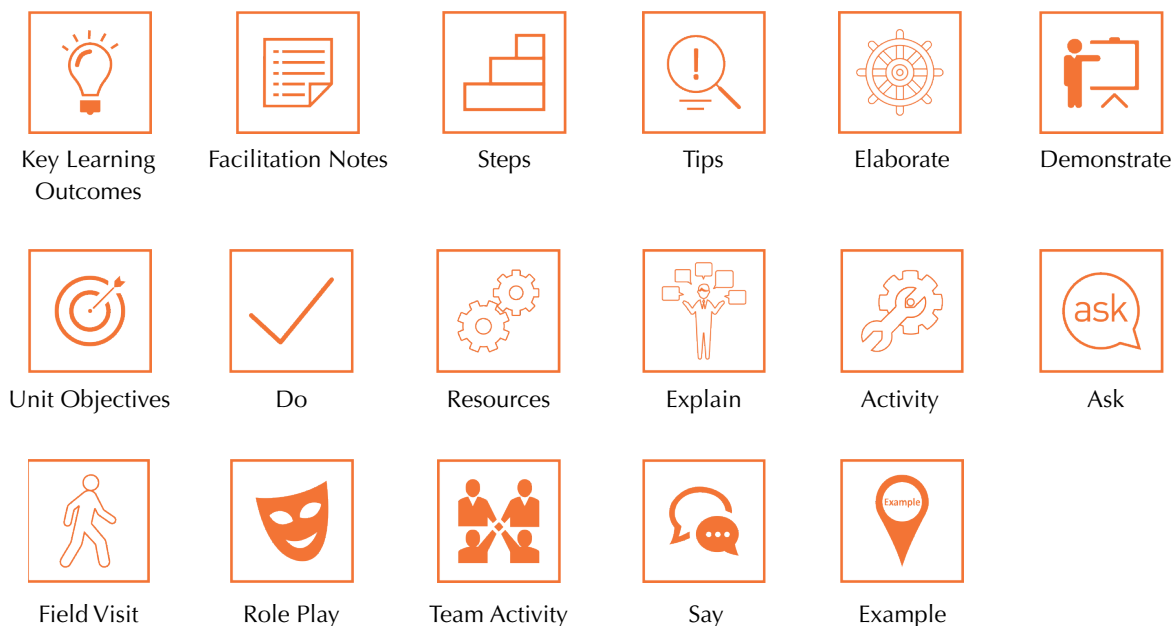 Key Learning
Outcomes
Facilitation Notes
Steps
!
Tips
Elaborate
Demonstrate
Unit Objectives
Do
Resources
Explain
Activity
ask
Ask
Field Visit
Role Play
Team Activity
Say
Example
Example